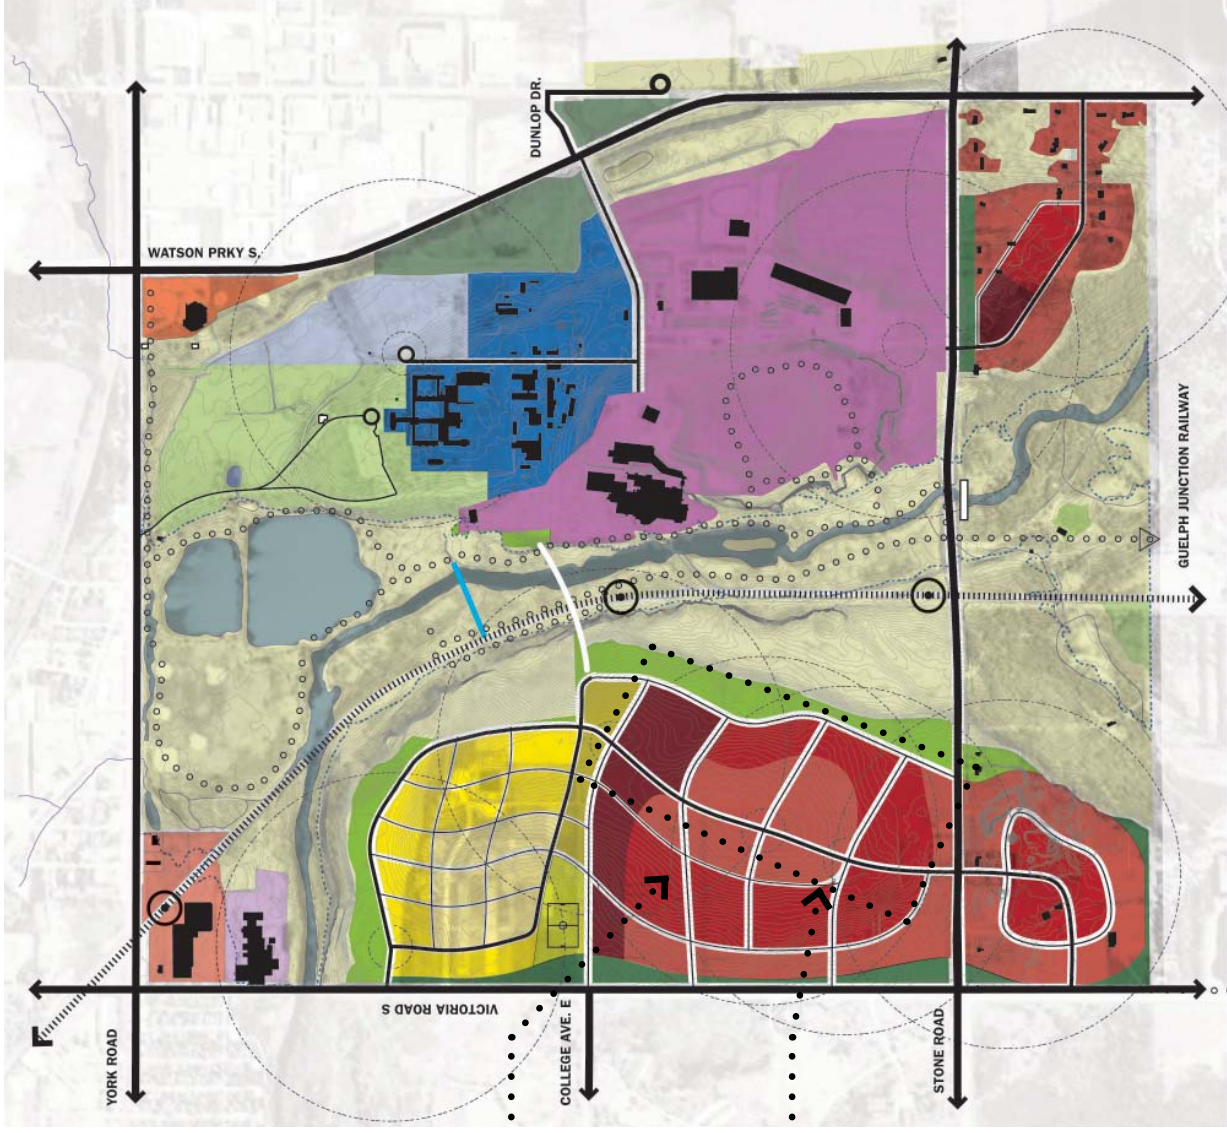 DUNLOP DR.
WATSON PRKY S.
GUELPH JUNCTION RAILWAY
VICTORIA ROAD S
YORK ROAD
COLLEGE AVE. E
STONE ROAD